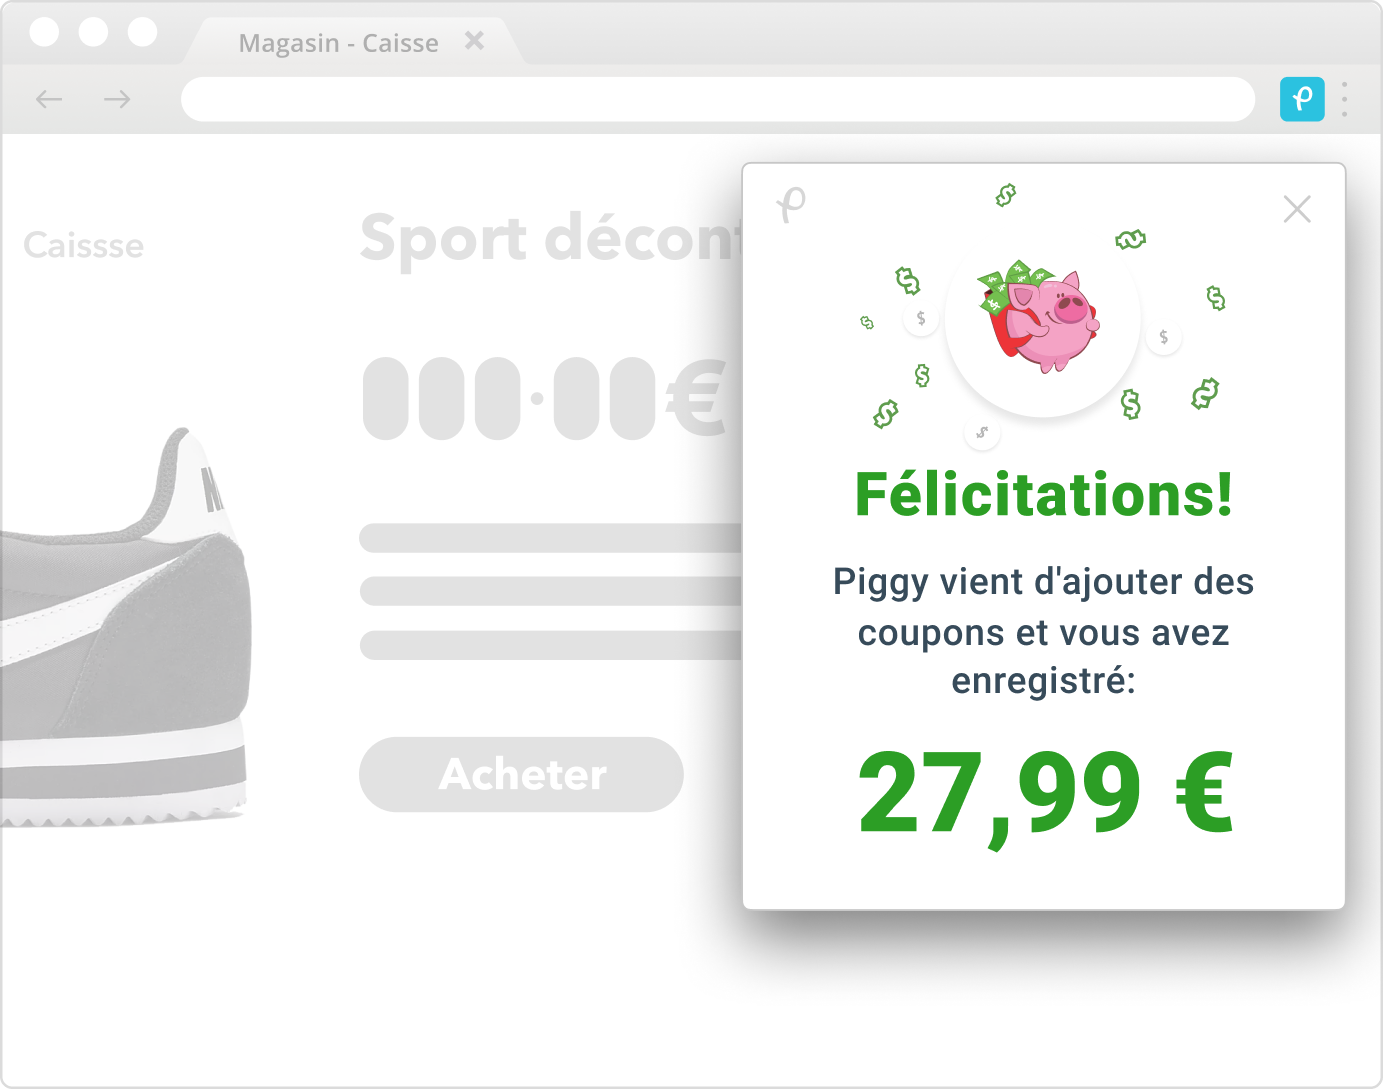 Magasin - Caisse
Caissse
Sport décont
€
Acheter
Félicitations!
Piggy vient d'ajouter des
coupons et vous avez
enregistré:
27,99 €